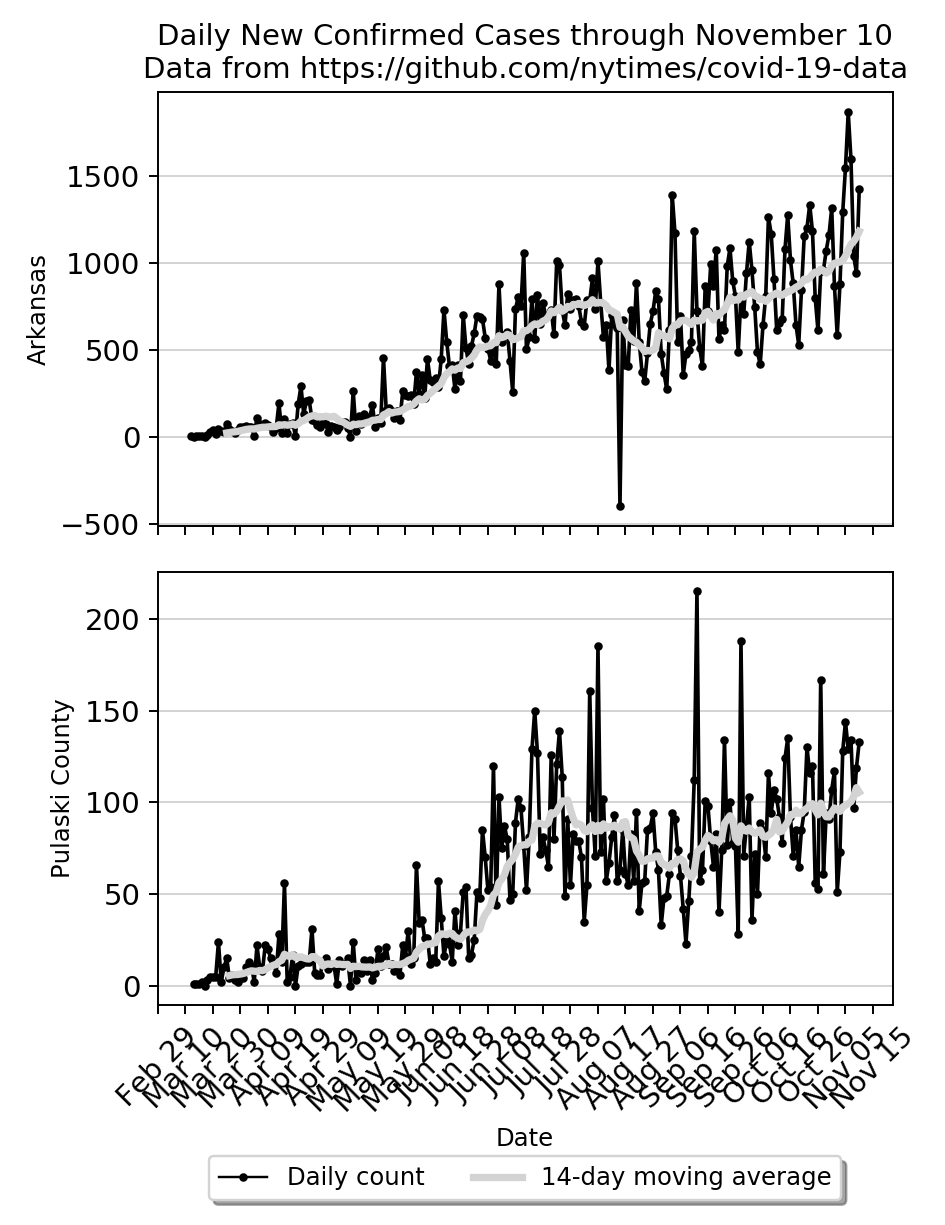 Daily New Confirmed Cases through November 10
Data from https://github.com/nytimes/covid-19-data
Arkansas
1500
1000
500
0
−500
Pulaski County
200
150
100
50
0
Feb 29
Mar 10
Mar 20
Mar 30
Apr 09
Apr 19
Apr 29
May 09
May 19
May 29
Jun 08
Jun 18
Jun 28
Jul 08
Jul 18
Jul 28
Aug 07
Aug 17
Aug 27
Sep 06
Sep 16
Sep 26
Oct 06
Oct 16
Oct 26
Nov 05
Nov 15
Date
Daily count
14-day moving average